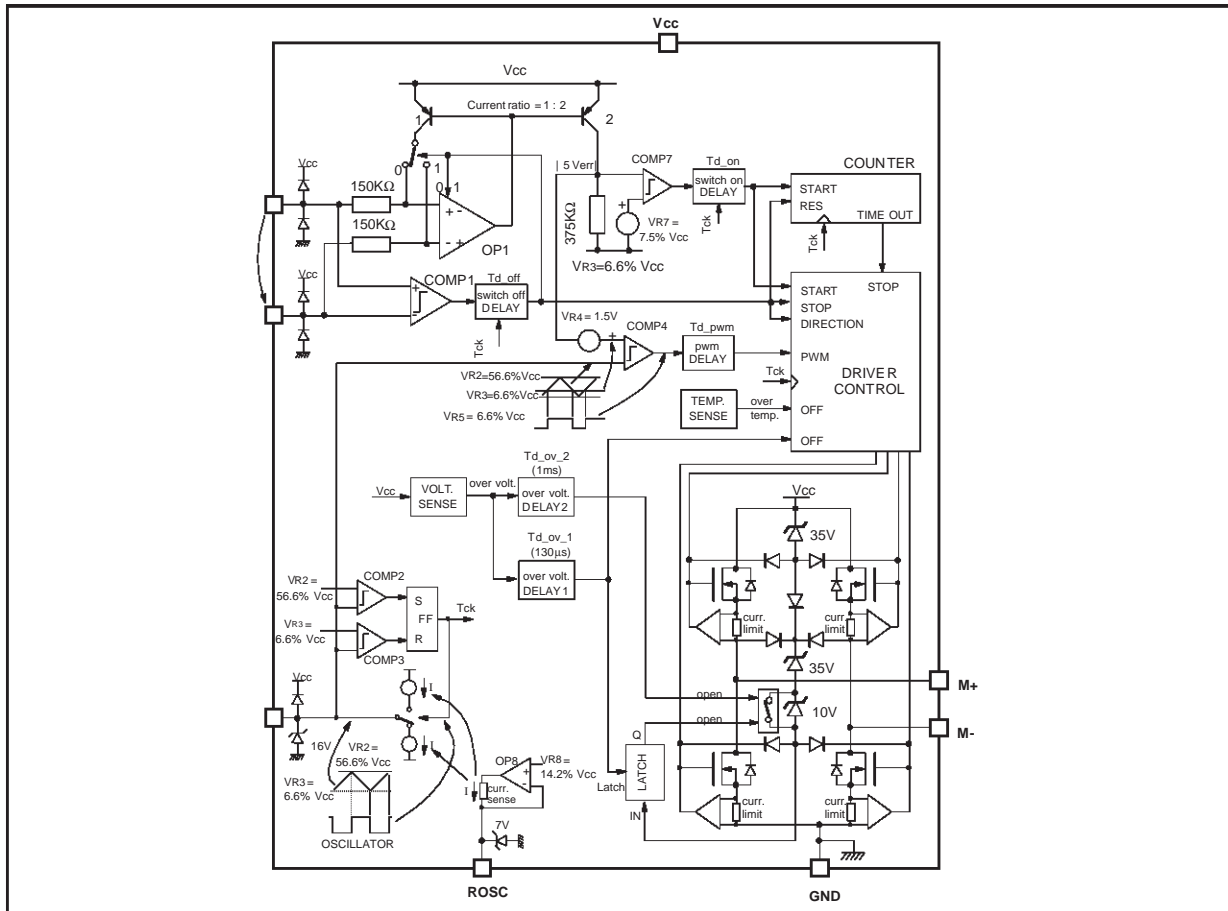 Vcc
Vcc
Current ratio = 1 : 2
1
2
Vcc
0
1
0
1
150KΩ
150KΩ
+ -
- +
OP1
| 5 Verr|
COMP7
Td_on
switch on
DELAY
Tck
375KΩ
+
VR7 =
7.5% Vcc
VR3=6.6% Vcc
COUNTER
START
RES
TIME OUT
Tck
Vcc
COMP1
+
-
Td_off
switch off
DELAY
Tck
VR4 = 1.5V
+
COMP4
Td_pwm
pwm
DELAY
STOP
START
STOP
DIRECTION
PWM
Tck
DRIVER
CONTROL
OFF
OFF
VR2=56.6%Vcc
VR3=6.6%Vcc
VR5 = 6.6% Vcc
TEMP.
SENSE
over
temp.
Vcc
VOLT.
SENSE
over volt.
Td_ov_2
(1ms)
over volt.
DELAY2
Td_ov_1
(130µs)
over volt.
DELAY1
Vcc
35V
curr.
limit
curr.
limit
35V
10V
M+
M-
VR2 =
56.6% Vcc
COMP2
VR3 =
6.6% Vcc
COMP3
S
FF
R
Tck
Vcc
16V
I
I
I
VR2 =
56.6% Vcc
VR3 =
6.6% Vcc
OSCILLATOR
OP8
+
-
VR8 =
14.2% Vcc
curr.
sense
7V
open
open
Q
LATCH
Latch
IN
curr.
limit
curr.
limit
ROSC
GND